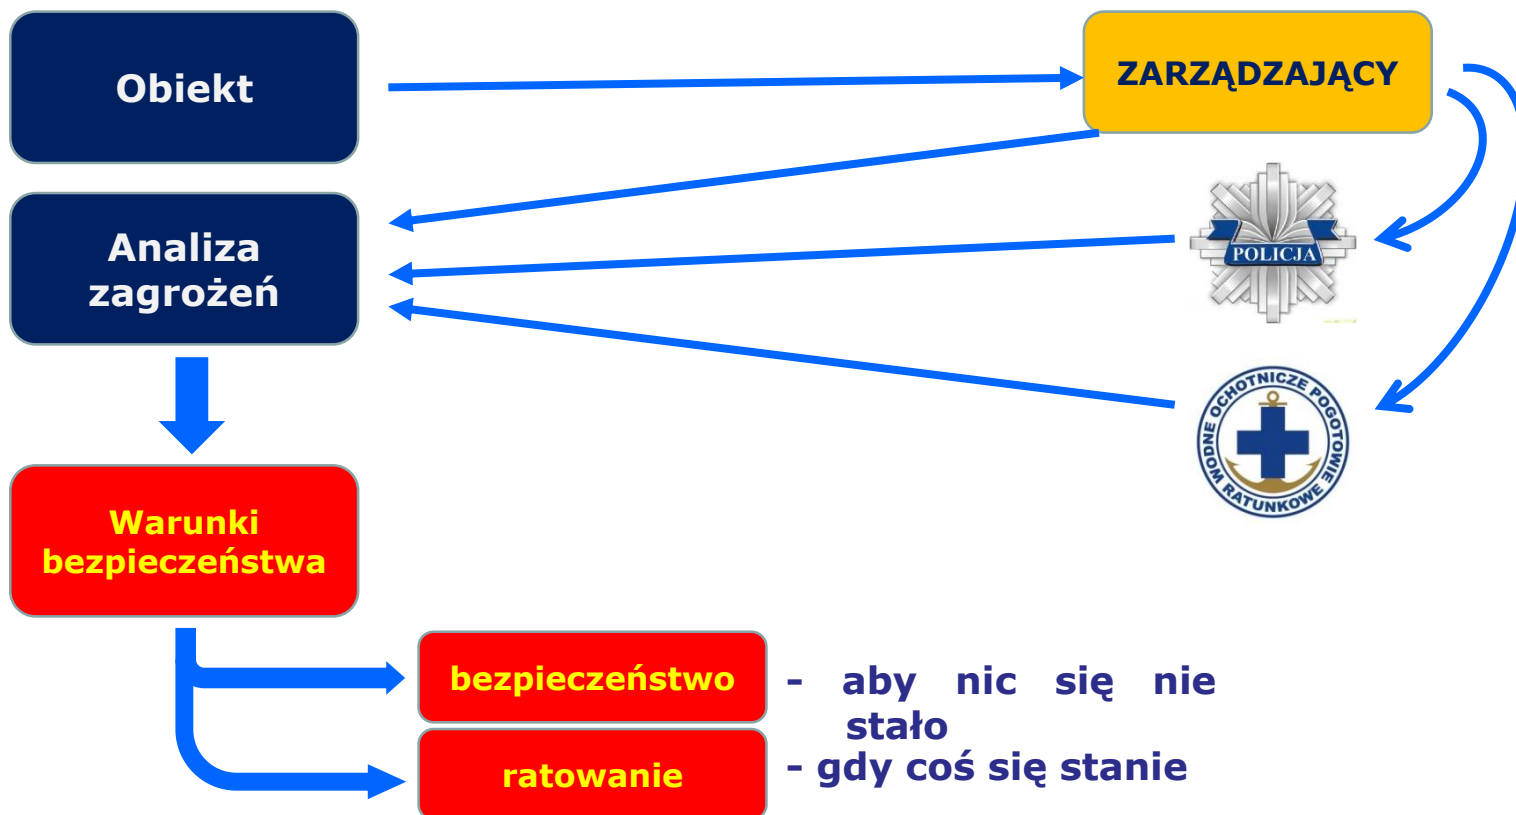 Obiekt
ZARZĄDZAJĄCY
Analiza
zagrożeń
POLICJA
WODNE OCHOTNICZE POGOTOWIE
RATUNKOWE
Warunki
bezpieczeństwa
bezpieczeństwo
- aby nic się nie
stało
ratowanie
- gdy coś się stanie